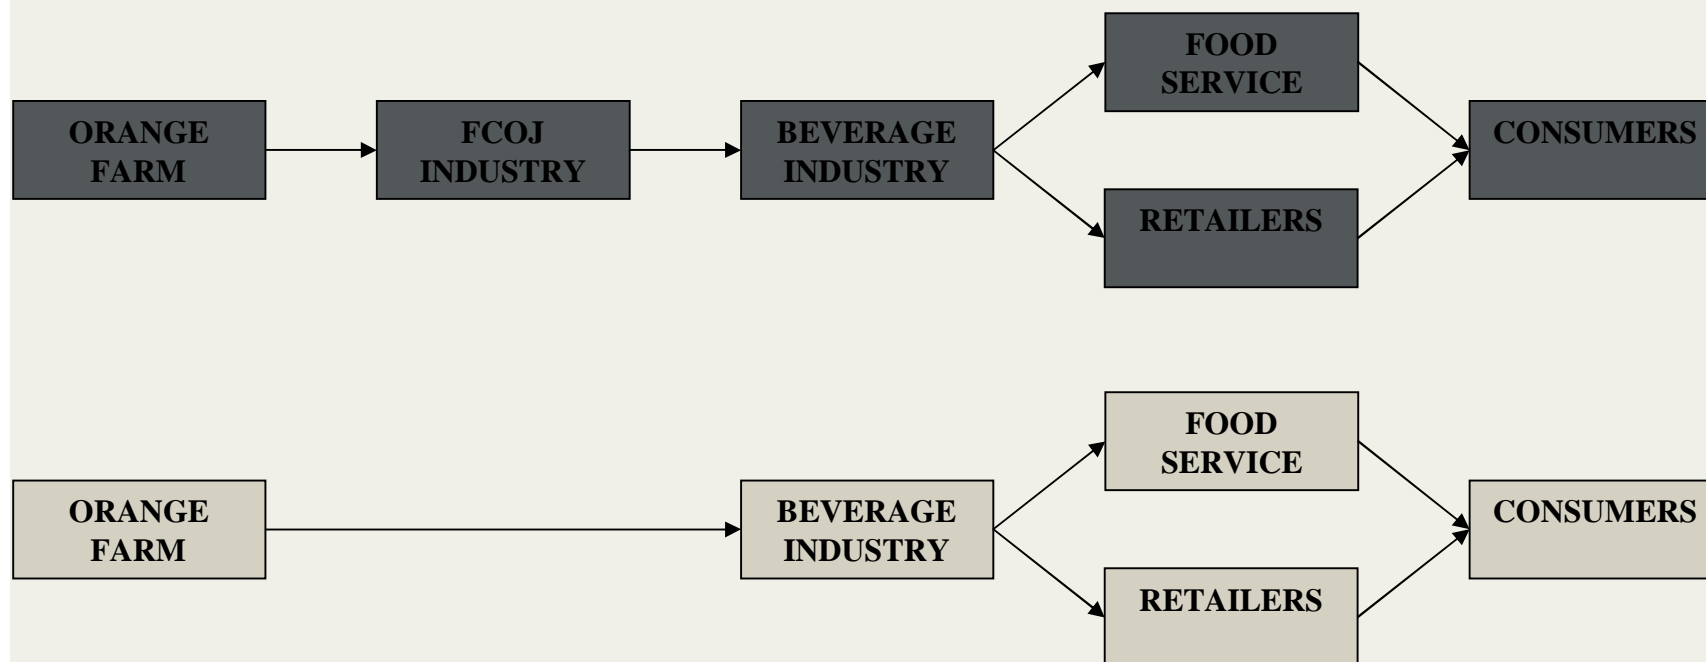 ORANGE
FARM
FCOJ
INDUSTRY
BEVERAGE
INDUSTRY
FOOD
SERVICE
RETAILERS
CONSUMERS
ORANGE
FARM
BEVERAGE
INDUSTRY
FOOD
SERVICE
RETAILERS
CONSUMERS